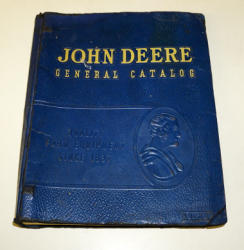 JOHN DEERE
GENERAL CATALOG
QUALITY
FARM EQUIPMENT
SINCE 1837